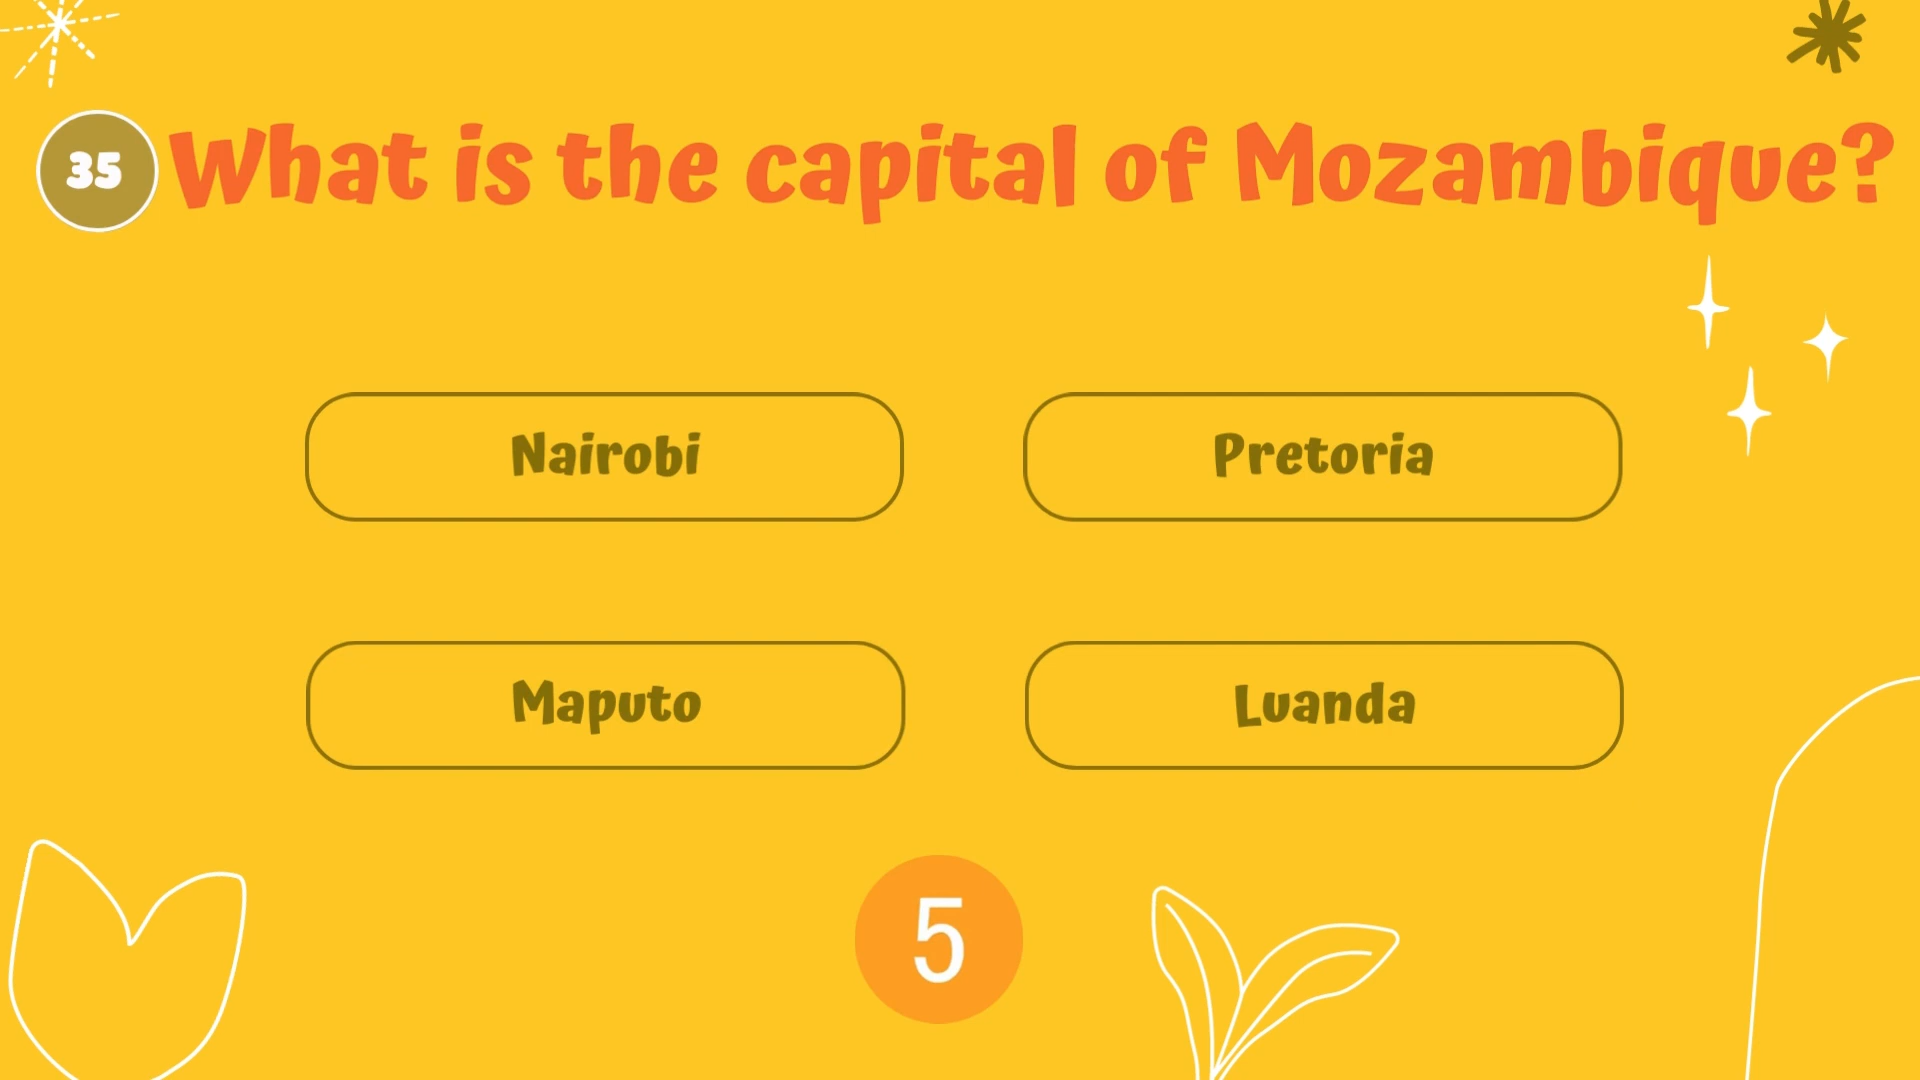 35 What is the capital of Mozambique?
Nairobi
Pretoria
Maputo
Luanda
5